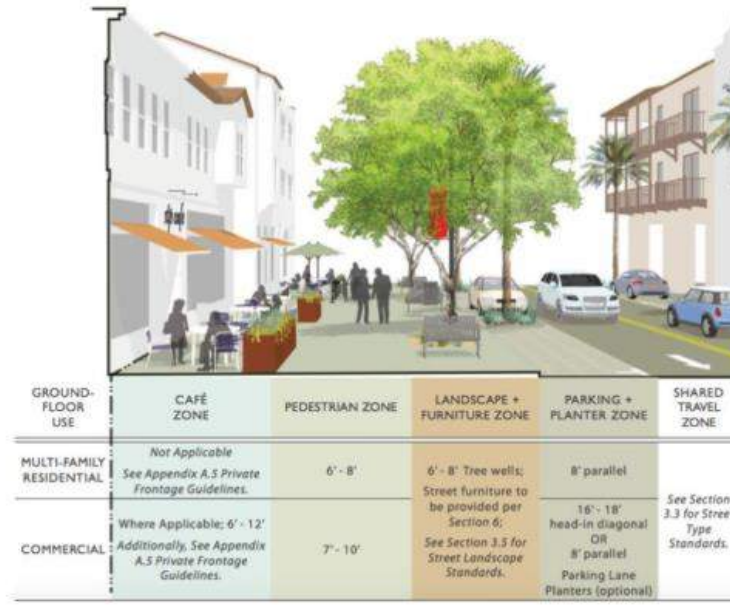 GROUND-
FLOOR
USE
CAFÉ
ZONE
PEDESTRIAN ZONE
LANDSCAPE +
FURNITURE ZONE
PARKING +
PLANTER ZONE
SHARED
TRAVEL
ZONE
MULTI-FAMILY
RESIDENTIAL
Not Applicable
See Appendix A.5 Private
Frontage Guidelines.
6' - 8'
6' - 8' Tree wells;
Street furniture to
be provided per
Section 6;
See Section 3.5 for
Street Landscape
Standards.
8' parallel
See Section
3.3 for Stree
Type
Standards.
COMMERCIAL
Where Applicable; 6' - 12'
Additionally, See Appendix
A.5 Private Frontage
Guidelines.
7' - 10'
16' - 18'
head-in diagonal
OR
8' parallel
Parking Lane
Planters (optional)